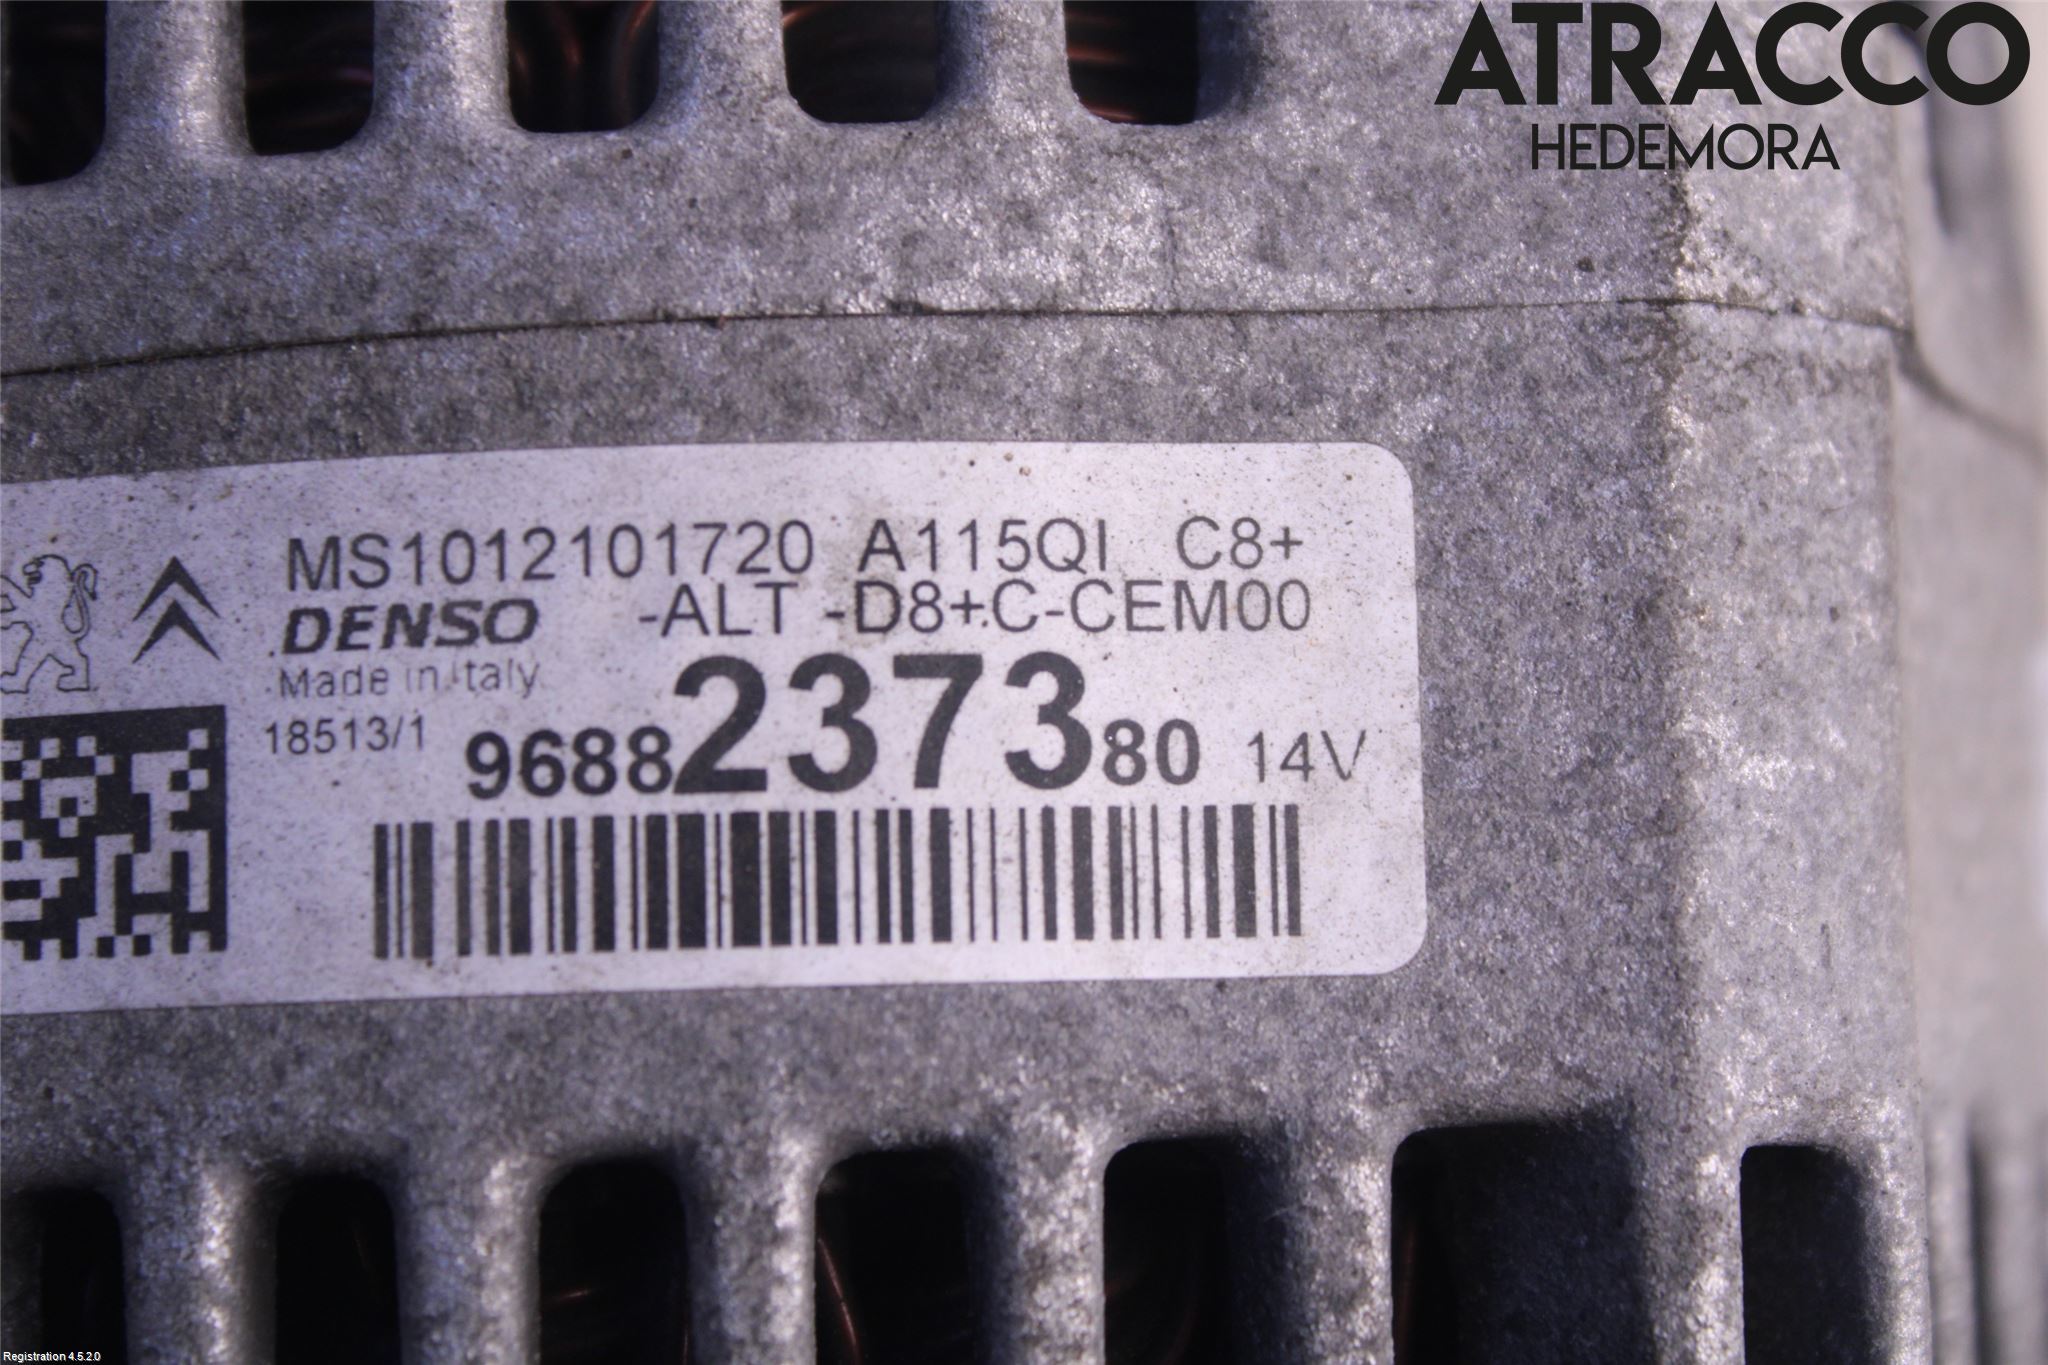 ATRACCO
HEDEMORA
MS1012101720 A115QI C8+
DENSO -ALT -D8+C-CEM00
Made in Italy
18513/1 9688237380 14V
Registration 4.5.2.0